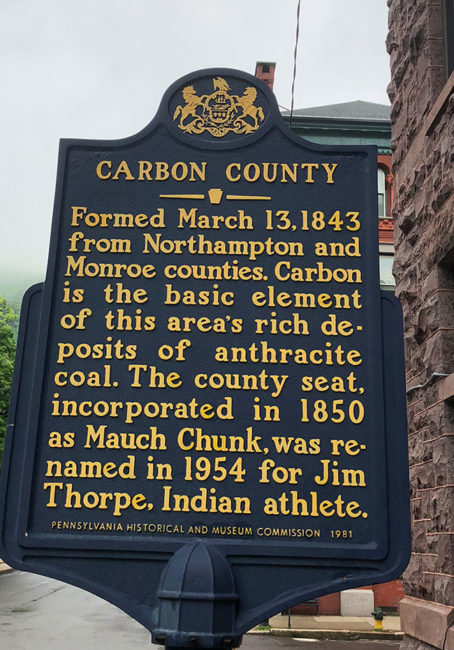 CARBON COUNTY
Formed March 13,1843
from Northampton and
Monroe counties. Carbon
is the basic element
of this area's rich de-
posits of anthracite
coal. The county seat,
incorporated in 1850
as Mauch Chunk, was re-
named in 1954 for Jim
Thorpe, Indian athlete.
PENNSYLVANIA HISTORICAL AND MUSEUM COMMISSION 1981